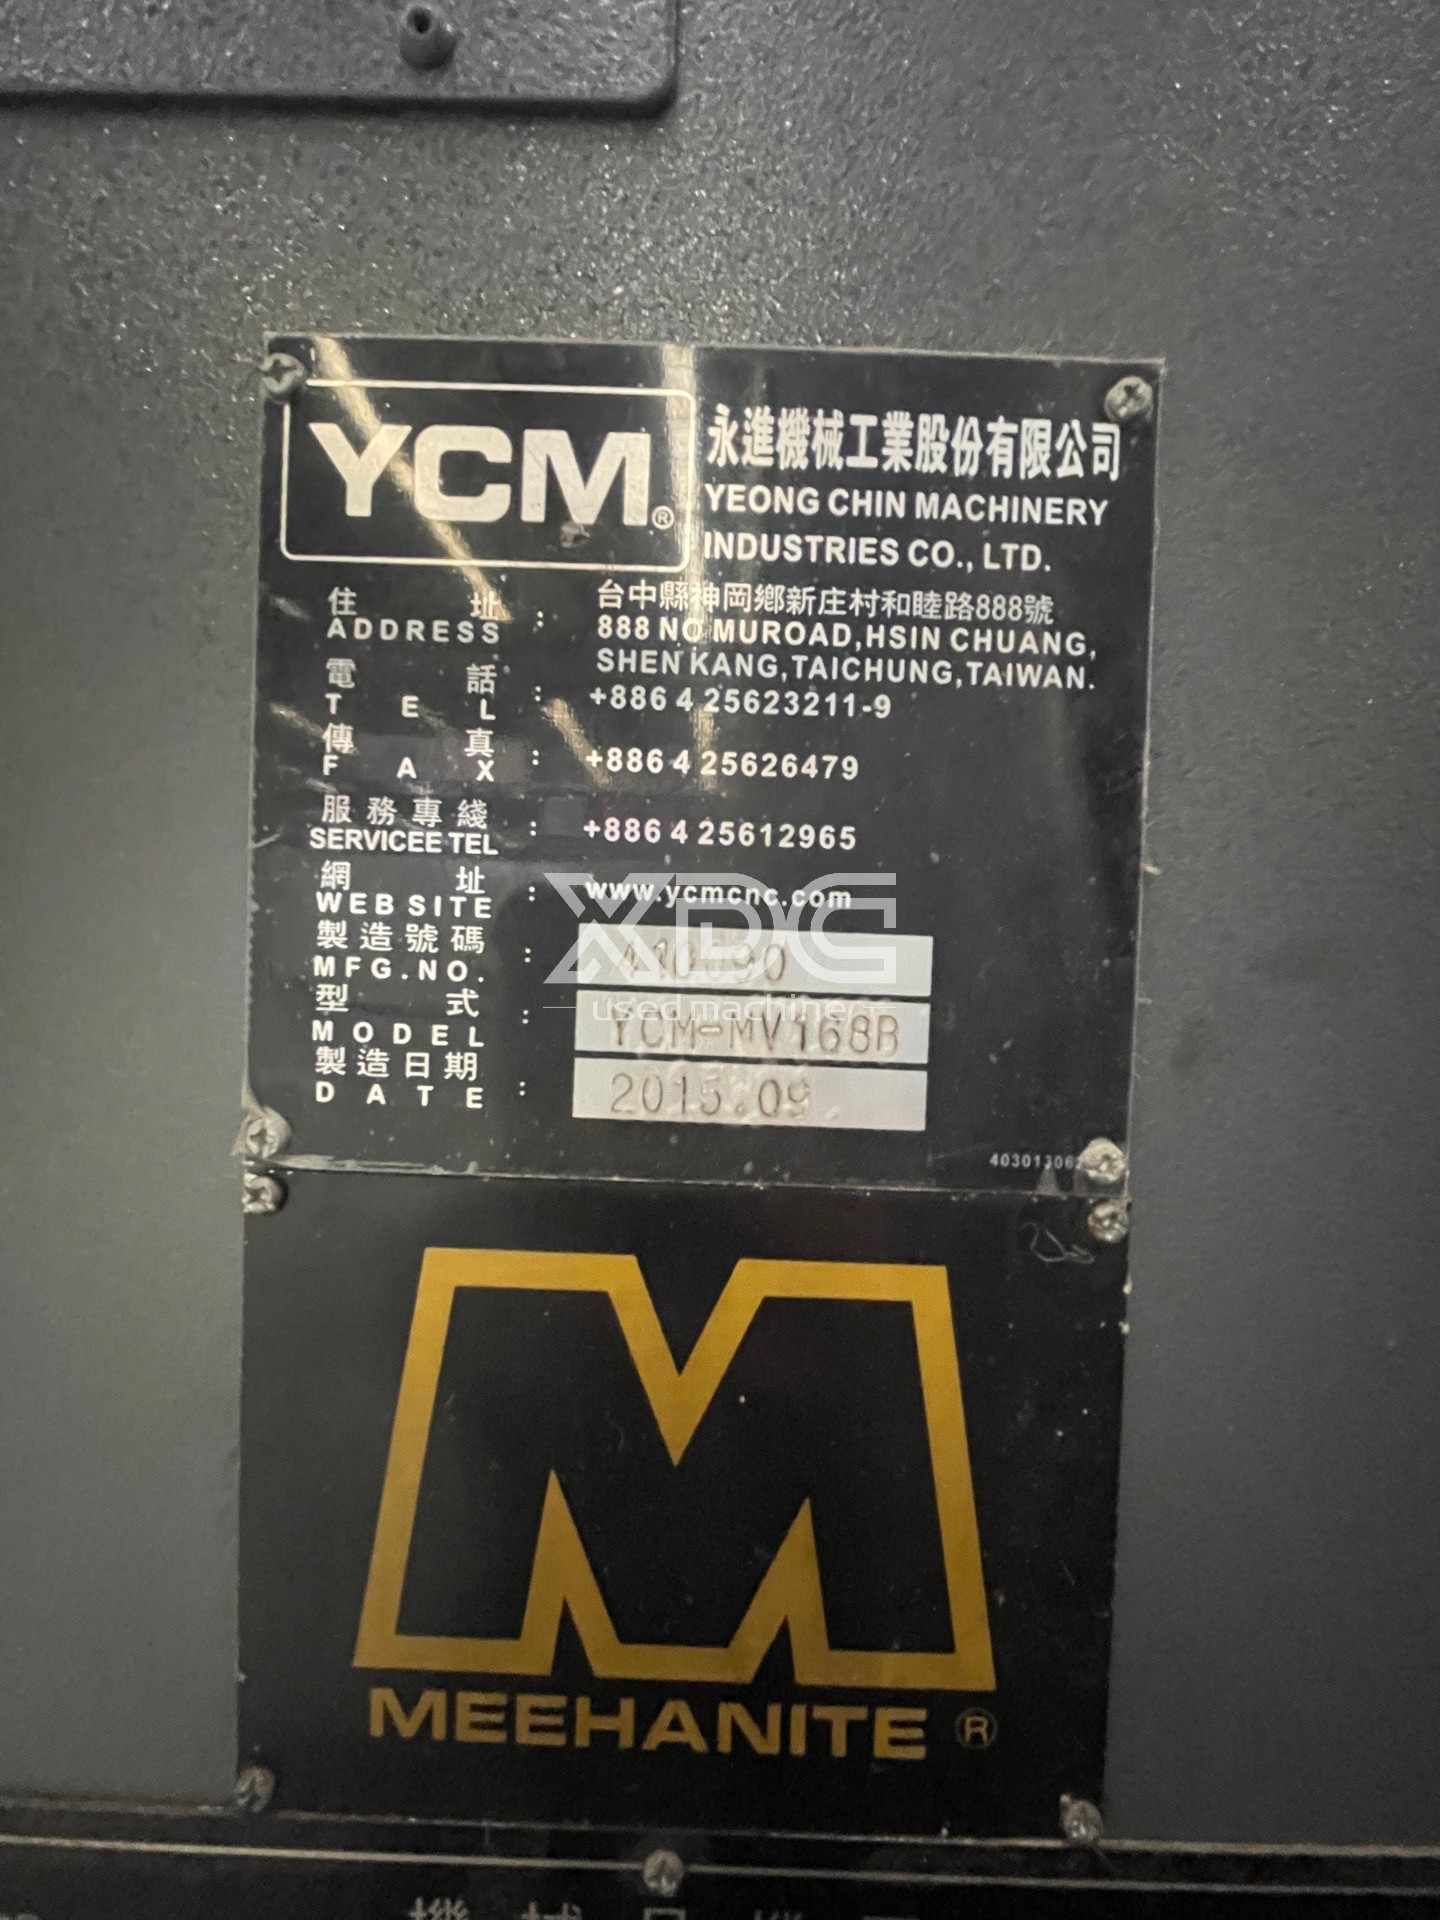 YCM®
永進機械工業股份有限公司
YEONG CHIN MACHINERY
INDUSTRIES CO., LTD.
住址 : 台中縣神岡鄉新庄村和睦路888號
ADDRESS 888 NO MUROAD,HSIN CHUANG,
SHEN KANG,TAICHUNG,TAIWAN.
電話
TEL : +886 4 25623211-9
傳真
FAX : +886 4 25626479
服務專綫
SERVICEE TEL : +886 4 25612965
網址
WEB SITE : www.ycmcnc.com
製造號碼
MFG.NO. :
型式
MODEL : YCM-MV168B
製造日期
DATE : 2015.09
XDC
used machine
MEEHANITE ®